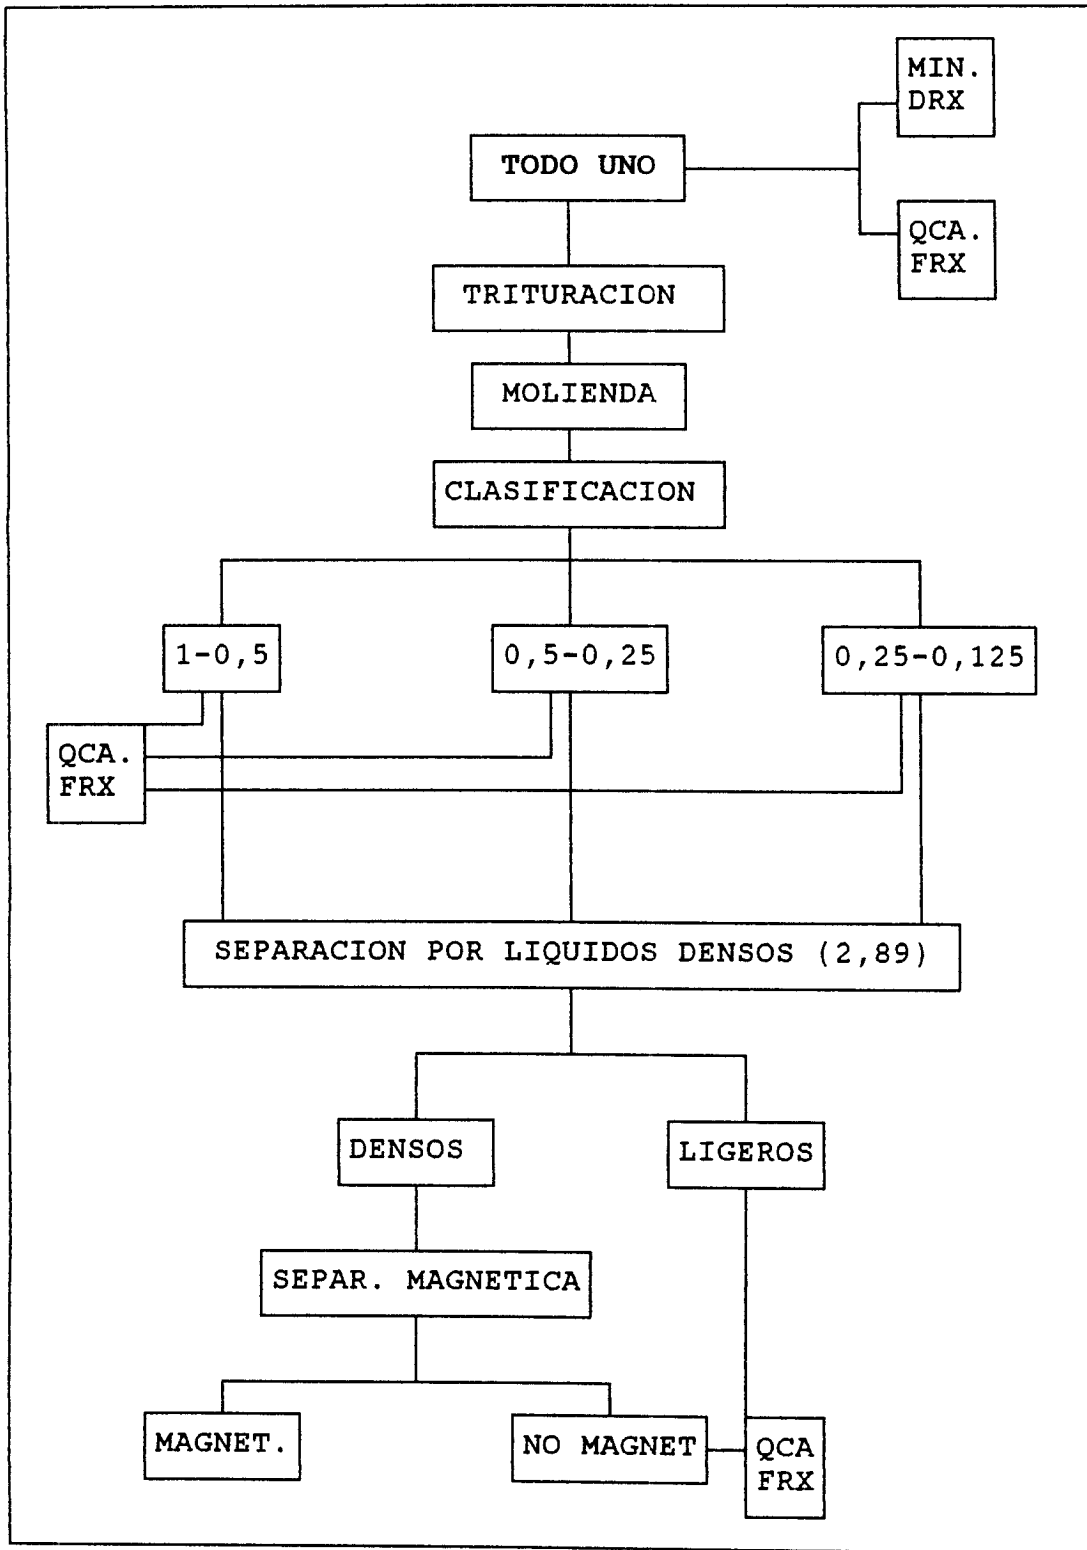 MIN.
DRX
TODO UNO
QCA.
FRX
TRITURACION
MOLIENDA
CLASIFICACION
1-0,5
0,5-0,25
0,25-0,125
QCA.
FRX
SEPARACION POR LIQUIDOS DENSOS (2,89)
DENSOS
LIGEROS
SEPAR. MAGNETICA
MAGNET.
NO MAGNET
QCA
FRX